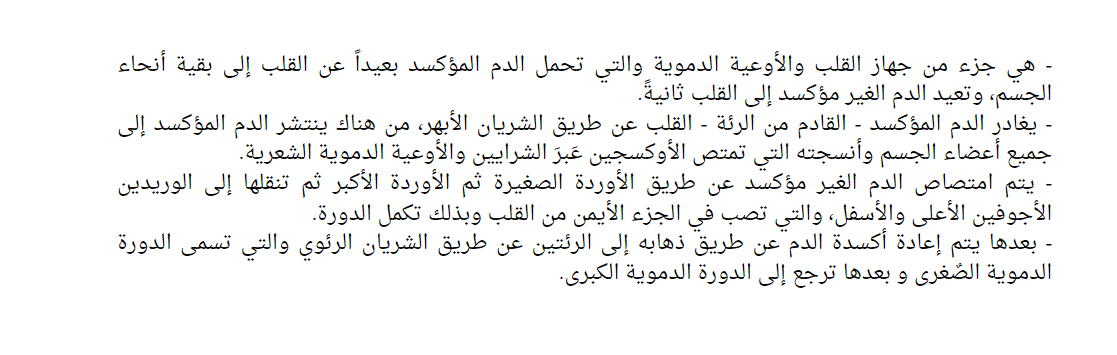 - هي جزء من جهاز القلب والأوعية الدموية والتي تحمل الدم المؤكسد بعيداً عن القلب إلى بقية أنحاء
الجسم، وتعيد الدم الغير مؤكسد إلى القلب ثانيةً.
- يغادر الدم المؤكسد - القادم من الرئة - القلب عن طريق الشريان الأبهر، من هناك ينتشر الدم المؤكسد إلى
جميع أعضاء الجسم وأنسجته التي تمتص الأوكسجين عَبرَ الشرايين والأوعية الدموية الشعرية.
- يتم امتصاص الدم الغير مؤكسد عن طريق الأوردة الصغيرة ثم الأوردة الأكبر ثم تنقلها إلى الوريدين
الأجوفين الأعلى والأسفل، والتي تصب في الجزء الأيمن من القلب وبذلك تكمل الدورة.
- بعدها يتم إعادة أكسدة الدم عن طريق ذهابه إلى الرئتين عن طريق الشريان الرئوي والتي تسمى الدورة
الدموية الصٌغرى و بعدها ترجع إلى الدورة الدموية الكبرى.